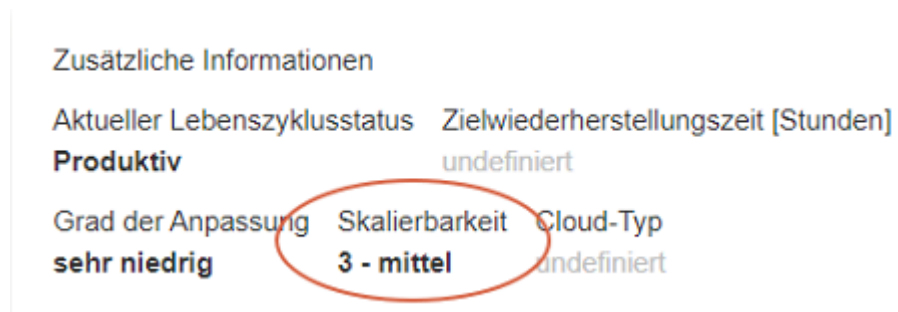 Zusätzliche Informationen
Aktueller Lebenszyklusstatus Zielwiederherstellungszeit [Stunden]
Produktiv undefiniert
Grad der Anpassung Skalierbarkeit Cloud-Typ
sehr niedrig 3 - mittel undefiniert